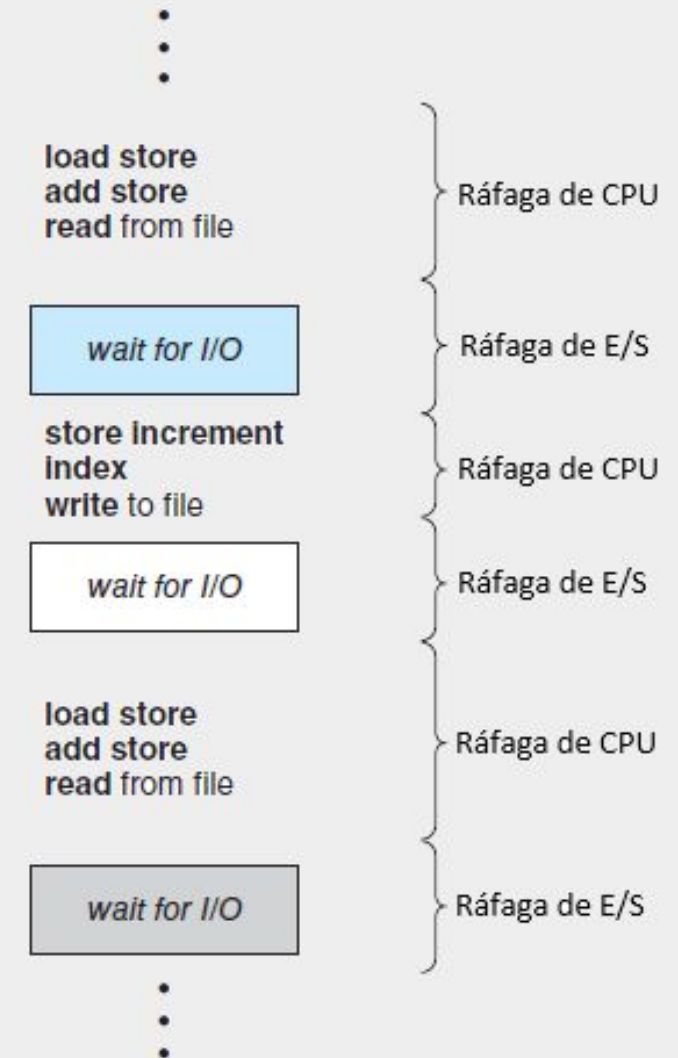 load store
add store
read from file
Ráfaga de CPU
wait for I/O
Ráfaga de E/S
store increment
index
write to file
Ráfaga de CPU
wait for I/O
Ráfaga de E/S
load store
add store
read from file
Ráfaga de CPU
wait for I/O
Ráfaga de E/S